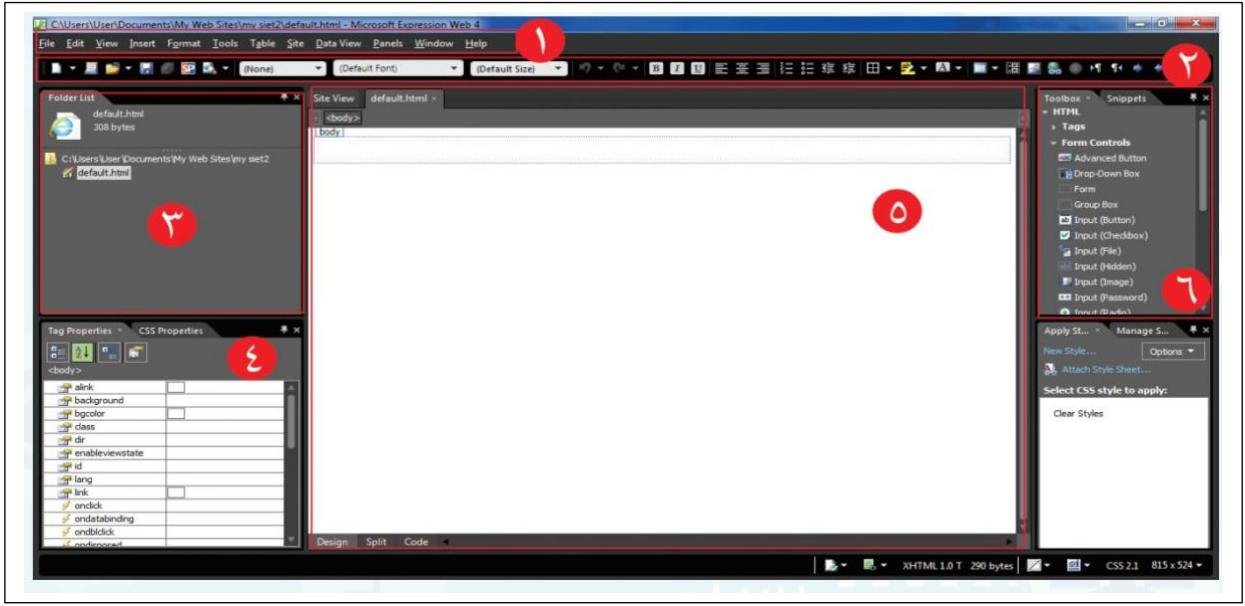 C:\Users\User\Documents\My Web Sites\my siet2\default.html - Microsoft Expression Web 4
File Edit View Insert Format Tools Table Site Data View Panels Window Help
١
(None) (Default Font) (Default Size)
٢
Folder List
default.html
308 bytes
C:\Users\User\Documents\My Web Sites\my siet2
default.html
٣
Tag Properties CSS Properties
٤
<body>
alink
background
bgcolor
class
dir
enableviewstate
id
lang
link
onclick
ondatabinding
ondblclick
ondisposed
Site View default.html
<body>
body
٥
Design Split Code
Toolbox Snippets
HTML
Tags
Form Controls
Advanced Button
Drop-Down Box
Form
Group Box
Input (Button)
Input (Checkbox)
Input (File)
Input (Hidden)
Input (Image)
Input (Password)
Input (Radio)
٦
Apply St... Manage S...
New Style... Options
Attach Style Sheet...
Select CSS style to apply:
Clear Styles
XHTML 1.0 T 290 bytes CSS 2.1 815 x 524